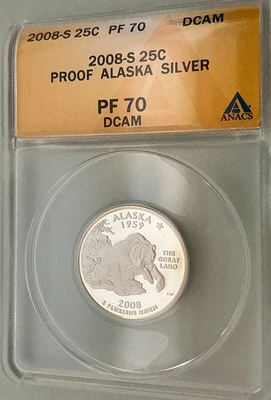 2008-S 25C PF 70 DCAM
2008-S 25C
PROOF ALASKA SILVER
PF 70
DCAM
ANACS
ALASKA
1959
THE
GREAT
LAND
2008
E PLURIBUS UNUM